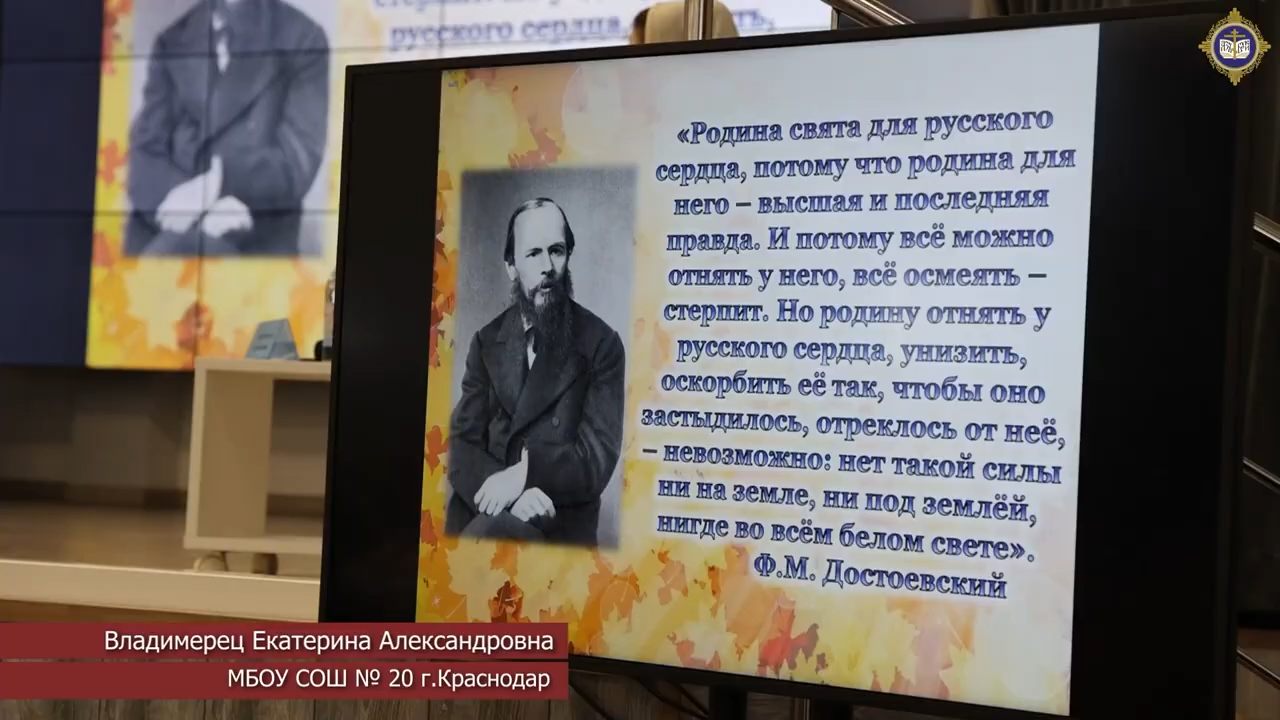 русского сердца,
«Родина свята для русского
сердца, потому что родина для
него – высшая и последняя
правда. И потому всё можно
отнять у него, всё осмеять –
стерпит. Но родину отнять у
русского сердца, унизить,
оскорбить её так, чтобы оно
застыдилось, отреклось от неё,
– невозможно: нет такой силы
ни на земле, ни под землёй,
нигде во всём белом свете».
Ф.М. Достоевский
Владимерец Екатерина Александровна
МБОУ СОШ № 20 г.Краснодар